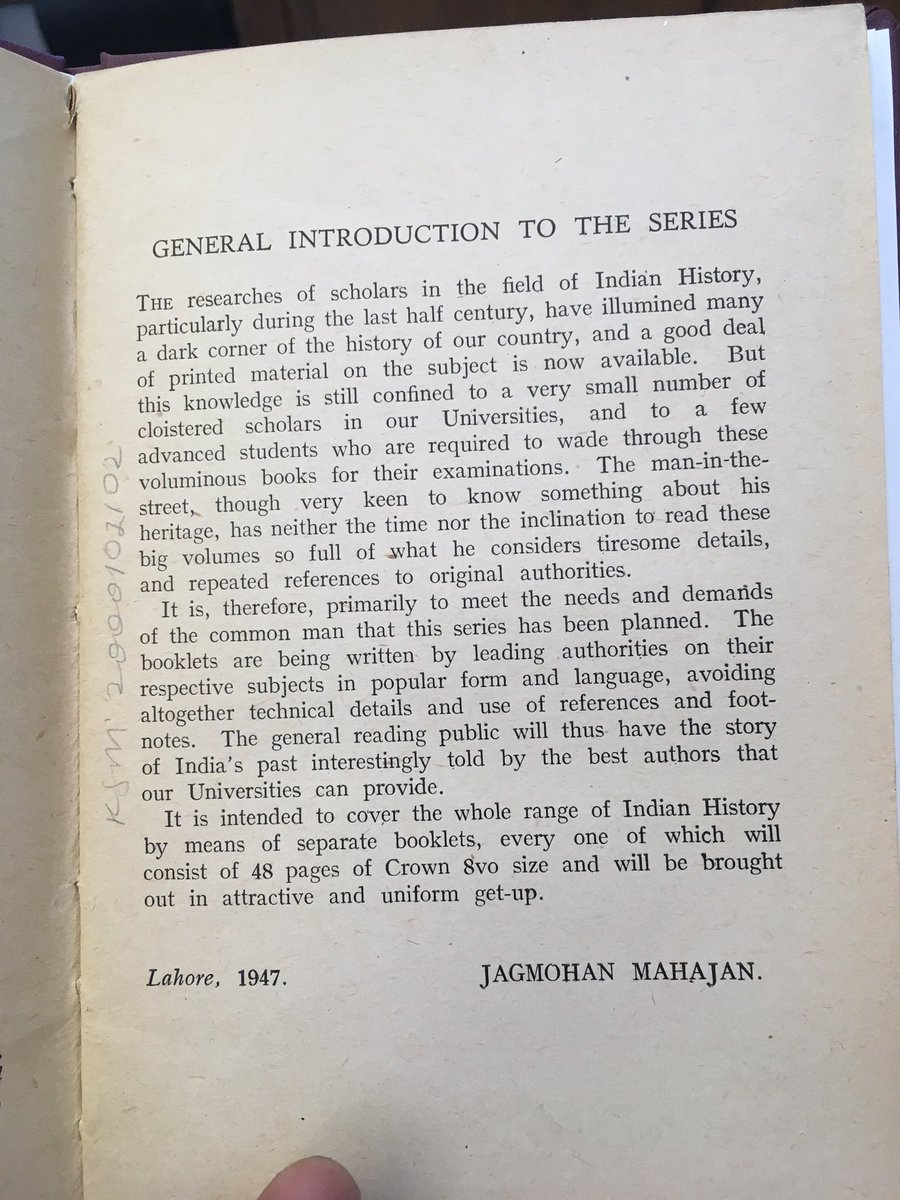 GENERAL INTRODUCTION TO THE SERIES
THE researches of scholars in the field of Indian History,
particularly during the last half century, have illumined many
a dark corner of the history of our country, and a good deal
of printed material on the subject is now available. But
this knowledge is still confined to a very small number of
cloistered scholars in our Universities, and to a few
advanced students who are required to wade through these
voluminous books for their examinations. The man-in-the-
street, though very keen to know something about his
heritage, has neither the time nor the inclination to read these
big volumes so full of what he considers tiresome details,
and repeated references to original authorities.
It is, therefore, primarily to meet the needs and demands
of the common man that this series has been planned. The
booklets are being written by leading authorities on their
respective subjects in popular form and language, avoiding
altogether technical details and use of references and foot-
notes. The general reading public will thus have the story
of India's past interestingly told by the best authors that
our Universities can provide.
It is intended to cover the whole range of Indian History
by means of separate booklets, every one of which will
consist of 48 pages of Crown 8vo size and will be brought
out in attractive and uniform get-up.
Lahore, 1947. JAGMOHAN MAHAJAN.